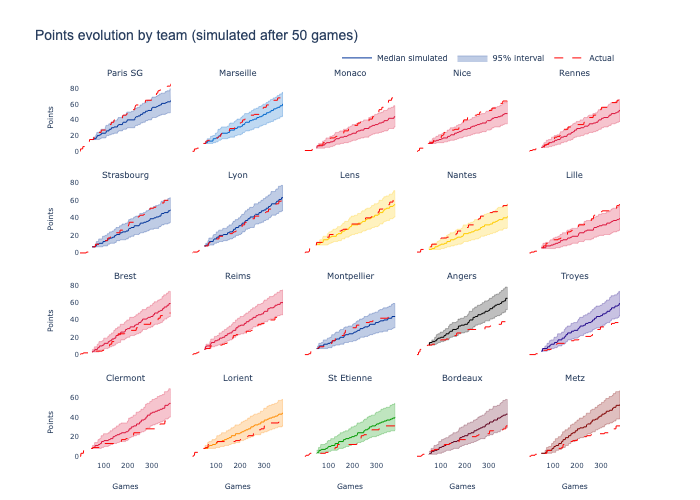 Points evolution by team (simulated after 50 games)
Median simulated 95% interval Actual
Paris SG Marseille Monaco Nice Rennes
80
60
40
20
0
Points
Strasbourg Lyon Lens Nantes Lille
80
60
40
20
0
Points
Brest Reims Montpellier Angers Troyes
80
60
40
20
0
Points
Clermont Lorient St Etienne Bordeaux Metz
60
40
20
0
Points
100 200 300 100 200 300 100 200 300 100 200 300 100 200 300
Games Games Games Games Games